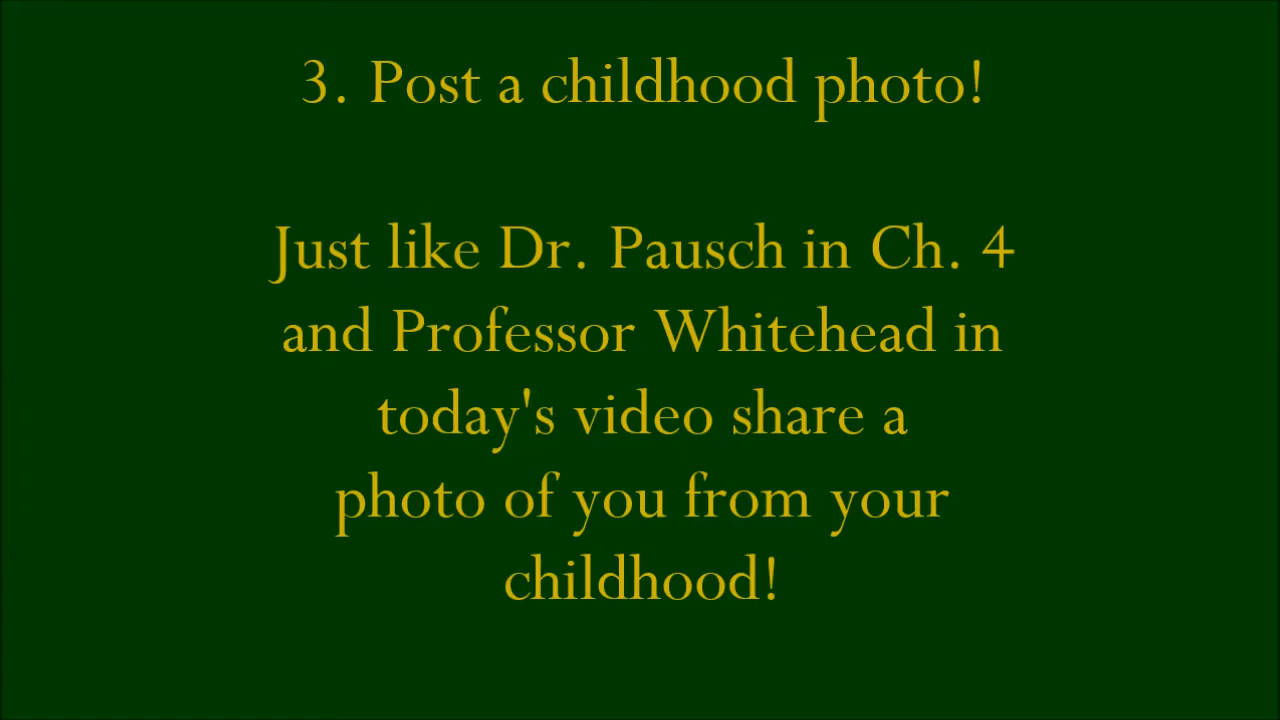 3. Post a childhood photo!
Just like Dr. Pausch in Ch. 4
and Professor Whitehead in
today's video share a
photo of you from your
childhood!